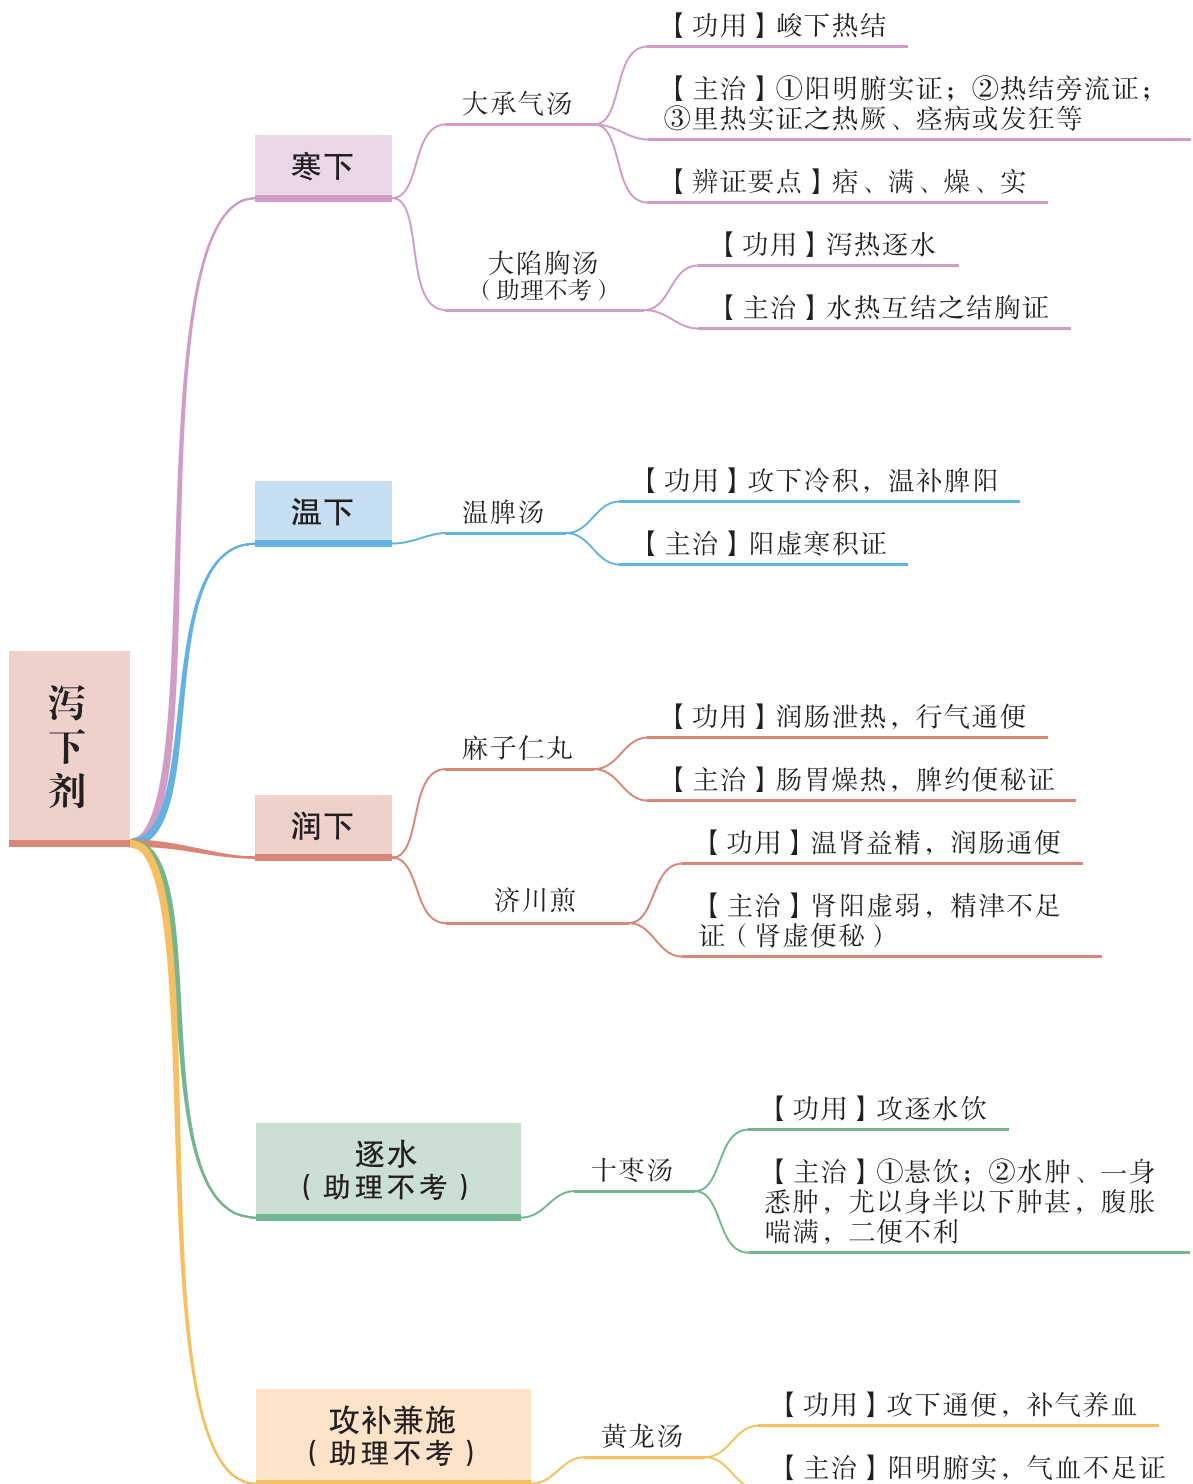 泻
下
剂
寒下
大承气汤
【功用】峻下热结
【主治】①阳明腑实证；②热结旁流证；
③里热实证之热厥、痉病或发狂等
【辨证要点】痞、满、燥、实
大陷胸汤
（助理不考）
【功用】泻热逐水
【主治】水热互结之结胸证
温下
温脾汤
【功用】攻下冷积，温补脾阳
【主治】阳虚寒积证
润下
麻子仁丸
【功用】润肠泄热，行气通便
【主治】肠胃燥热，脾约便秘证
济川煎
【功用】温肾益精，润肠通便
【主治】肾阳虚弱，精津不足
证（肾虚便秘）
逐水
（助理不考）
十枣汤
【功用】攻逐水饮
【主治】①悬饮；②水肿、一身
悉肿，尤以身半以下肿甚，腹胀
喘满，二便不利
攻补兼施
（助理不考）
黄龙汤
【功用】攻下通便，补气养血
【主治】阳明腑实，气血不足证